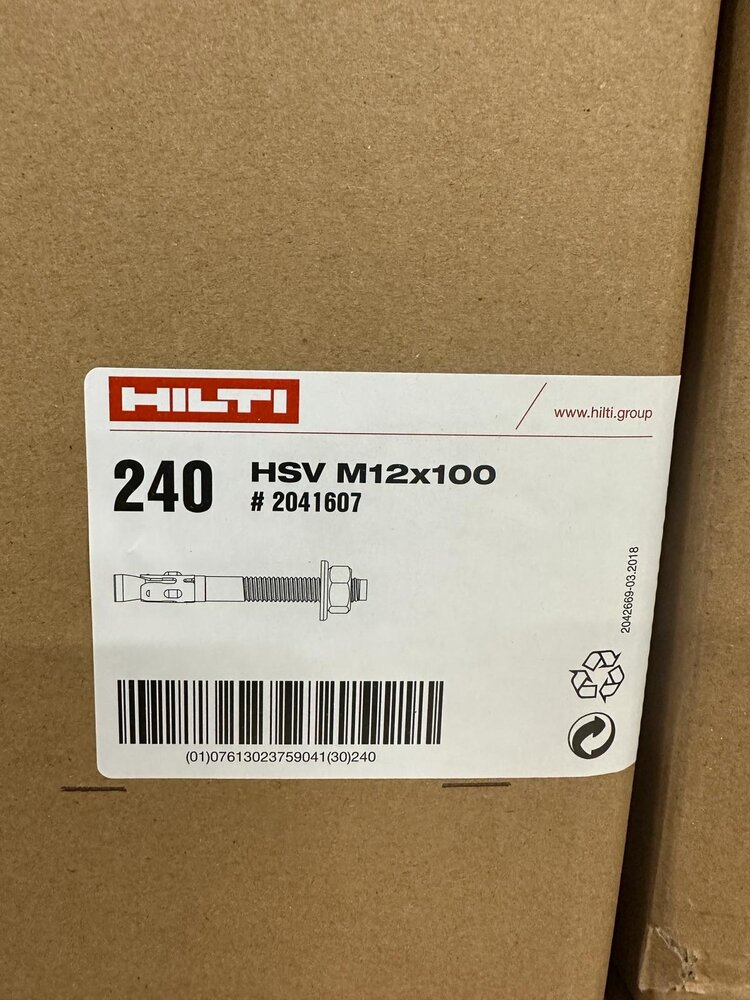 HILTI
www.hilti.group
240
HSV M12x100
# 2041607
2042669-03.2018
(01)07613023759041(30)240